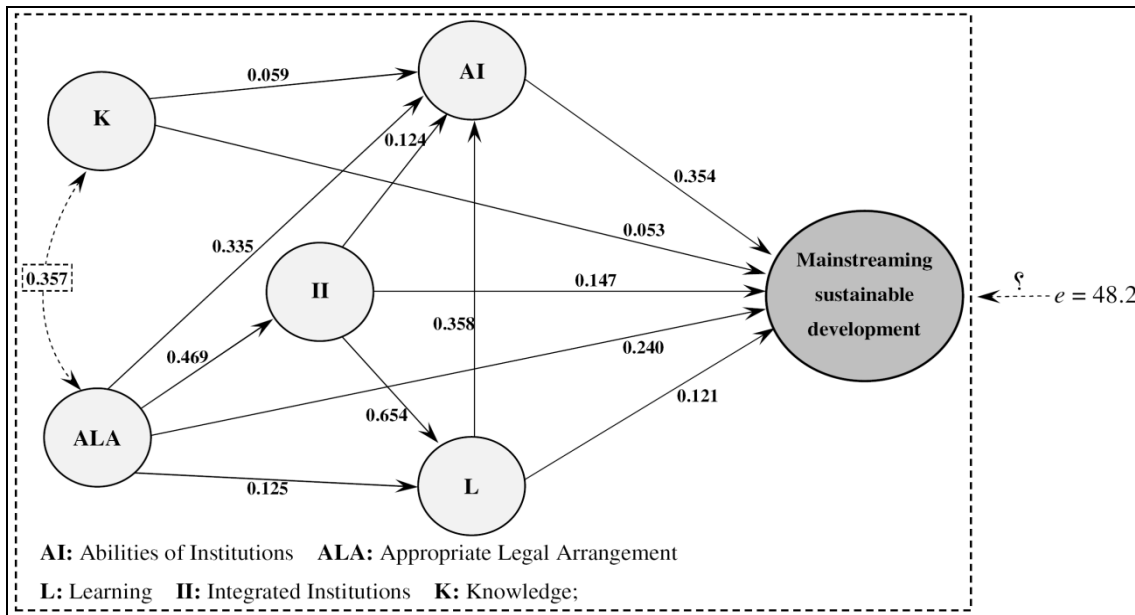 AI
0.059
K
0.124
0.354
0.335
0.053
0.357
II
0.147
0.358
Mainstreaming
sustainable
development
؟
e = 48.2
0.469
0.240
0.654
0.121
ALA
0.125
L
AI: Abilities of Institutions ALA: Appropriate Legal Arrangement
L: Learning II: Integrated Institutions K: Knowledge;